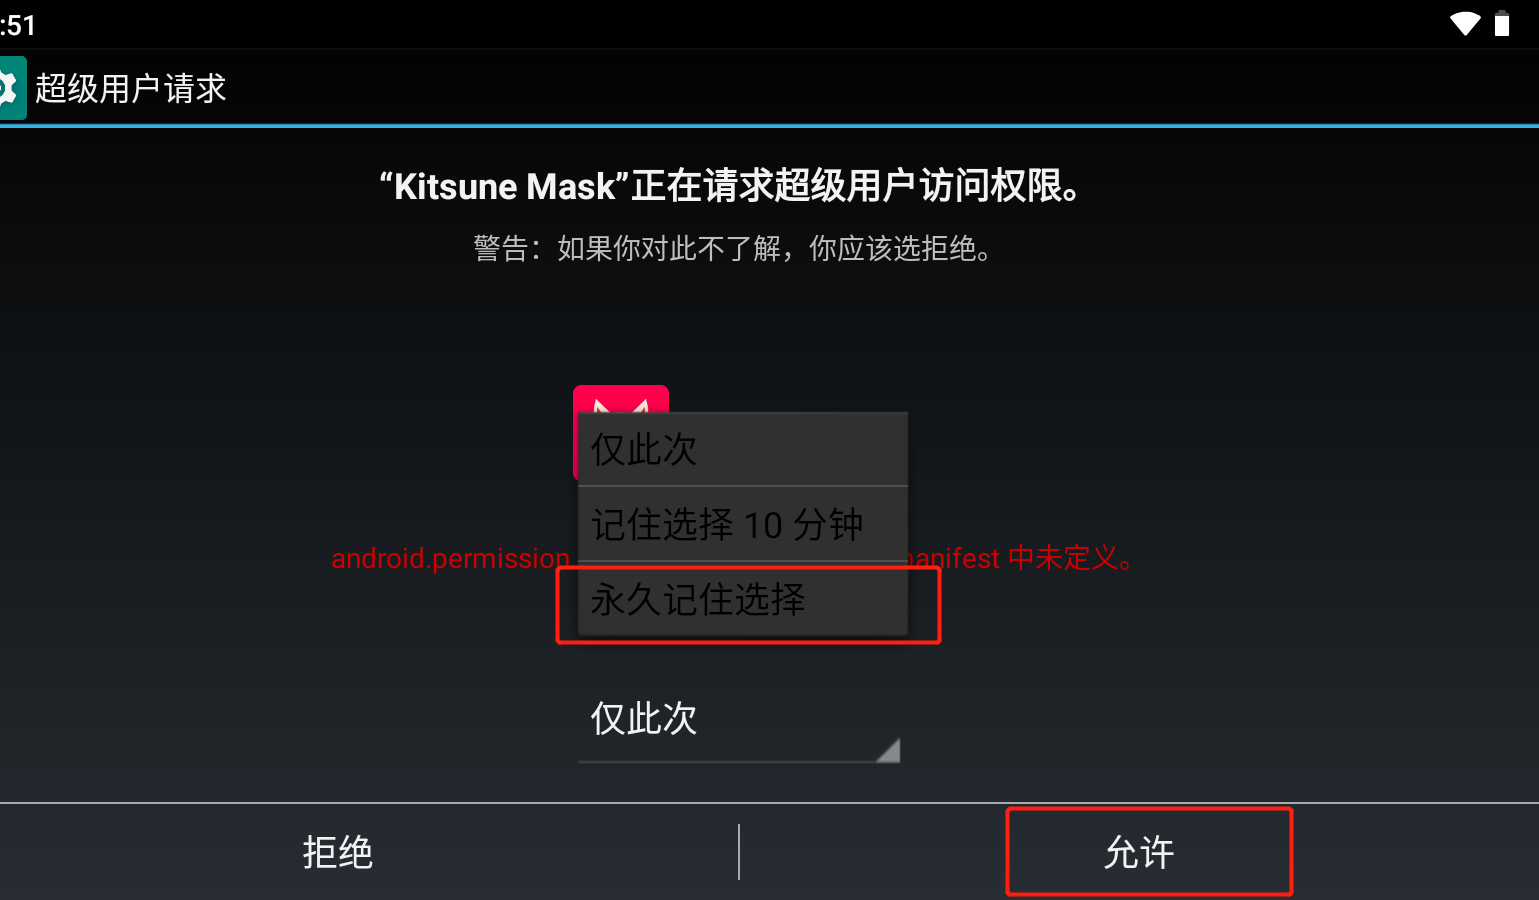 :51
超级用户请求
“Kitsune Mask”正在请求超级用户访问权限。
警告：如果你对此不了解，你应该选拒绝。
仅此次
记住选择 10 分钟
android.permission
anifest 中未定义。
永久记住选择
仅此次
拒绝
允许